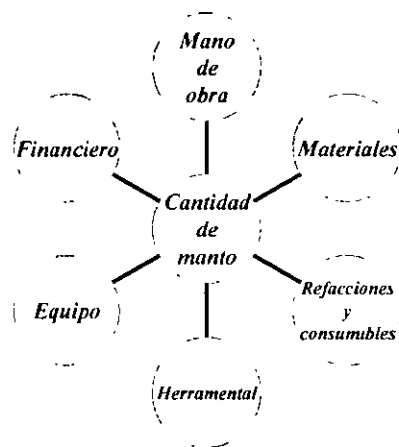 Mano
de
obra
Financiero
Materiales
Cantidad
de
manto
Equipo
Refacciones
y
consumibles
Herramental